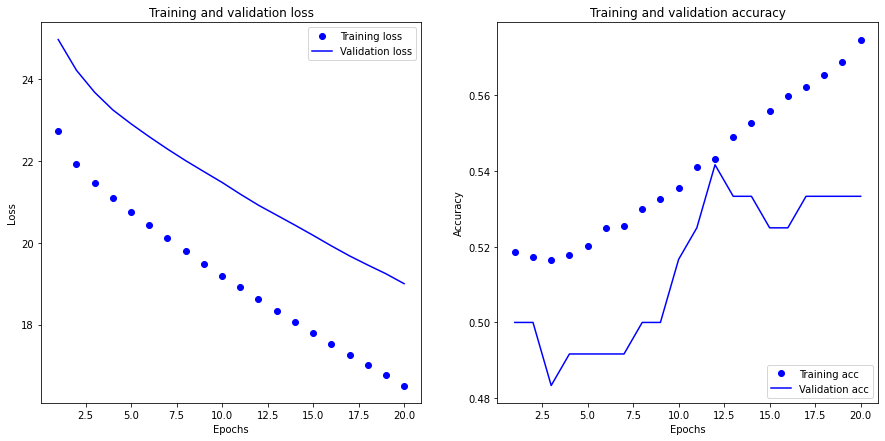 Training and validation loss
Training loss
Validation loss
24
22
20
18
Loss
2.5 5.0 7.5 10.0 12.5 15.0 17.5 20.0
Epochs
Training and validation accuracy
0.56
0.54
0.52
0.50
0.48
Accuracy
Training acc
Validation acc
2.5 5.0 7.5 10.0 12.5 15.0 17.5 20.0
Epochs